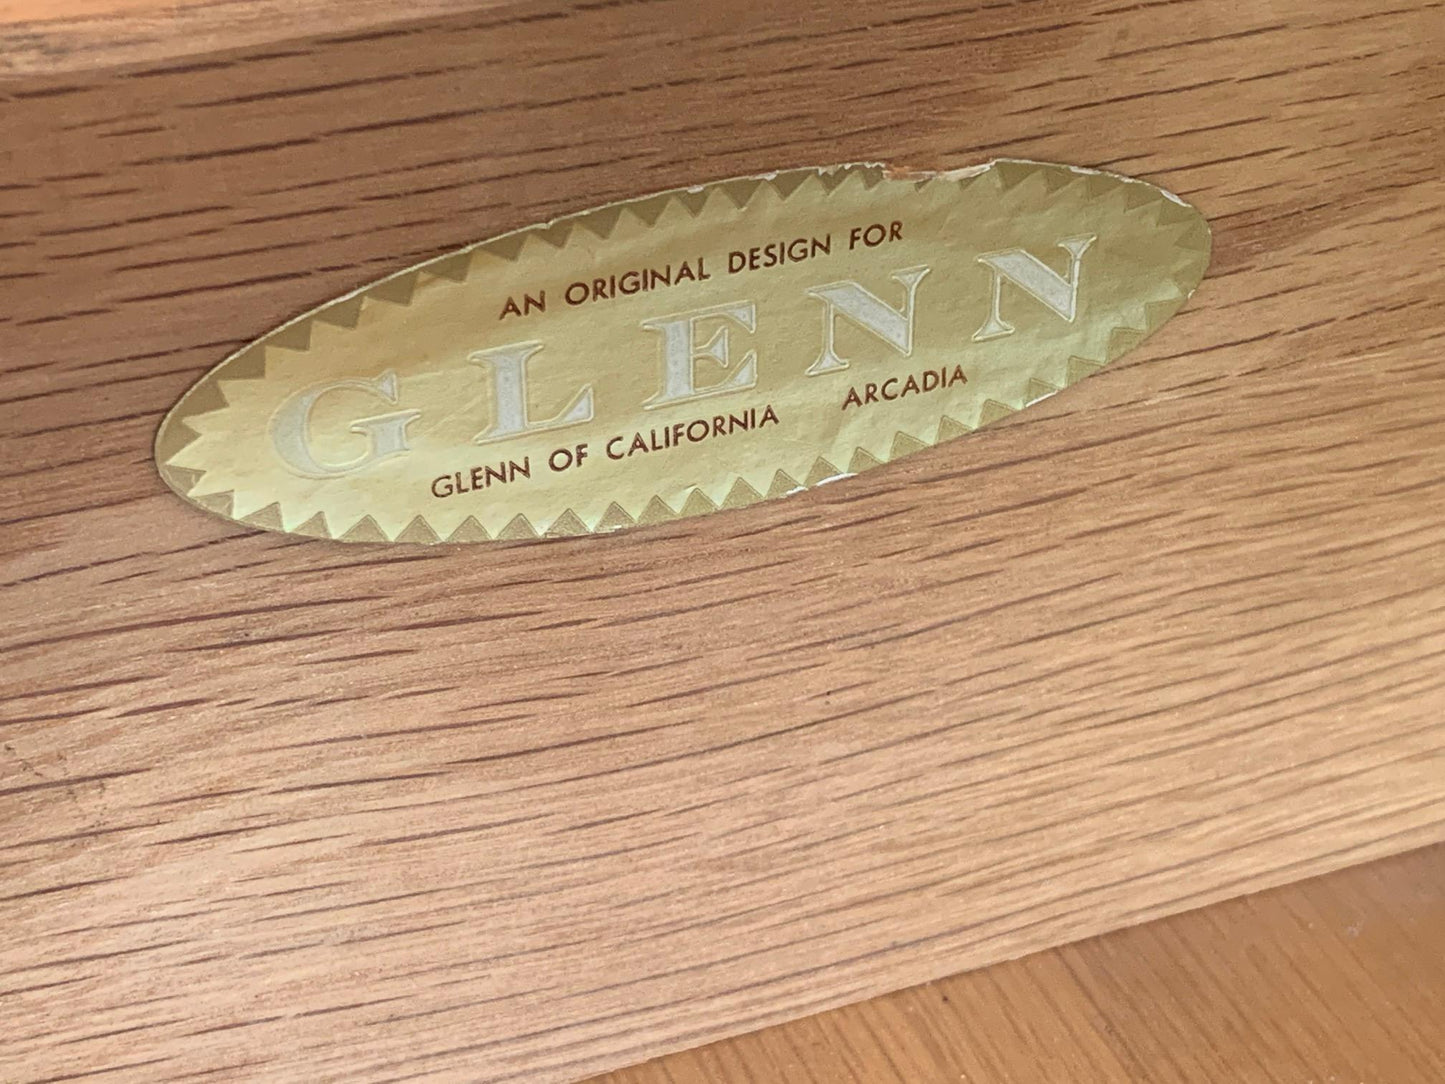 AN ORIGINAL DESIGN FOR
GLENN
GLENN OF CALIFORNIA ARCADIA